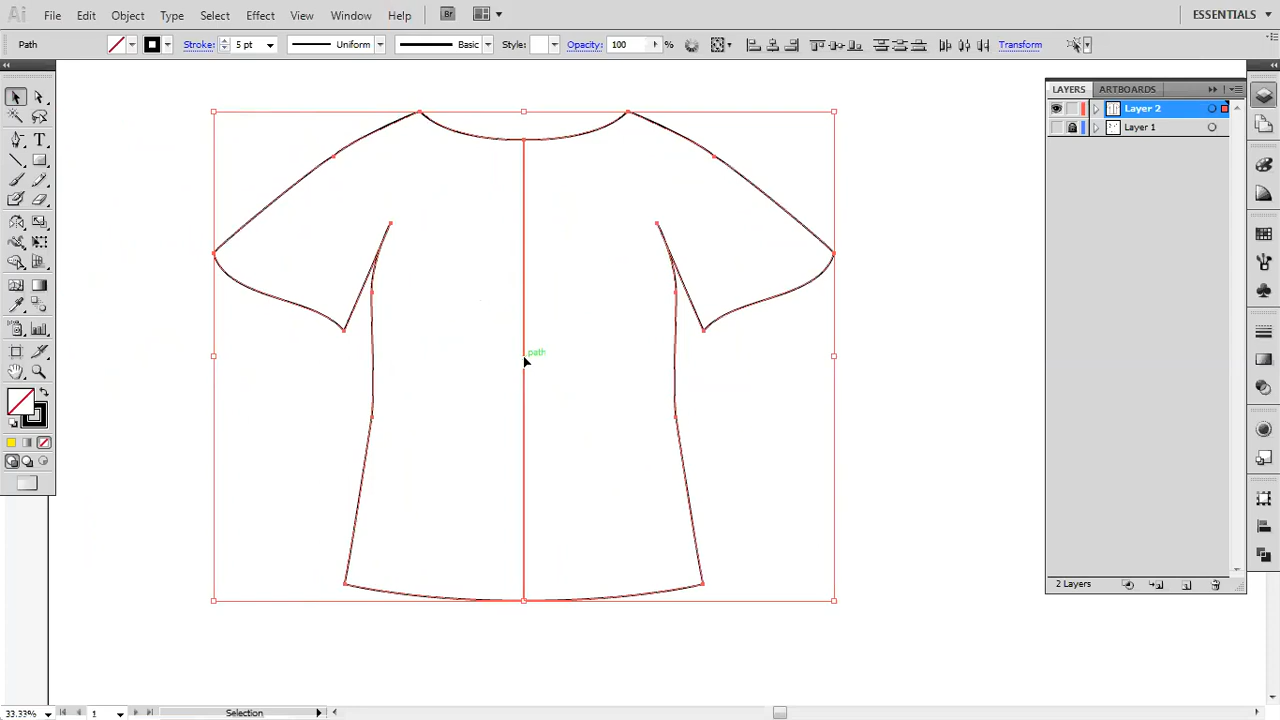 Ai File Edit Object Type Select Effect View Window Help Br ESSENTIALS
Path Stroke: 5 pt Uniform Basic Style: Opacity: 100 % Transform
LAYERS ARTBOARDS
Layer 2
Layer 1
path
2 Layers
33.33% 1 Selection